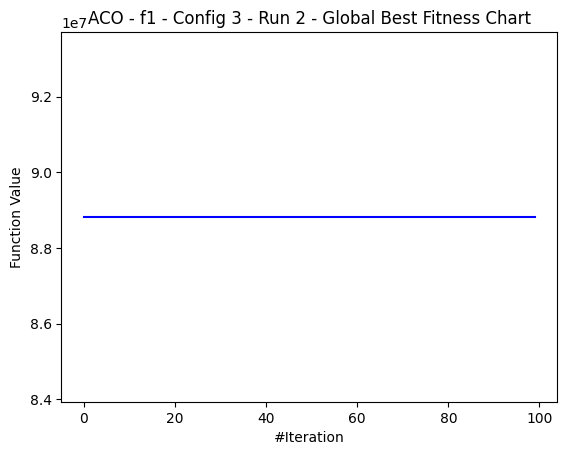 ACO - f1 - Config 3 - Run 2 - Global Best Fitness Chart
1e7
9.2
9.0
8.8
8.6
8.4
Function Value
0 20 40 60 80 100
#Iteration